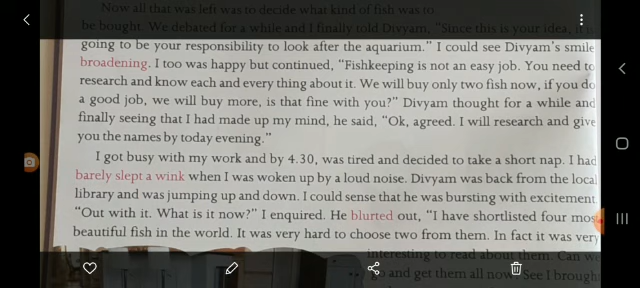 Now all that was left was to decide what kind of fish was to
be bought. We debated for a while and I finally told Divyam, "Since this is your idea, it is
going to be your responsibility to look after the aquarium." I could see Divyam's smile
broadening. I too was happy but continued, "Fishkeeping is not an easy job. You need to
research and know each and every thing about it. We will buy only two fish now, if you do
a good job, we will buy more, is that fine with you?" Divyam thought for a while and
finally seeing that I had made up my mind, he said, "Ok, agreed. I will research and give
you the names by today evening."
I got busy with my work and by 4.30, was tired and decided to take a short nap. I had
barely slept a wink when I was woken up by a loud noise. Divyam was back from the local
library and was jumping up and down. I could sense that he was bursting with excitement
"Out with it. What is it now?" I enquired. He blurted out, "I have shortlisted four
beautiful fish in the world. It was very hard to choose two from them. In fact it was very
interesting to read about them. Can we
go and get them all now. See I brough